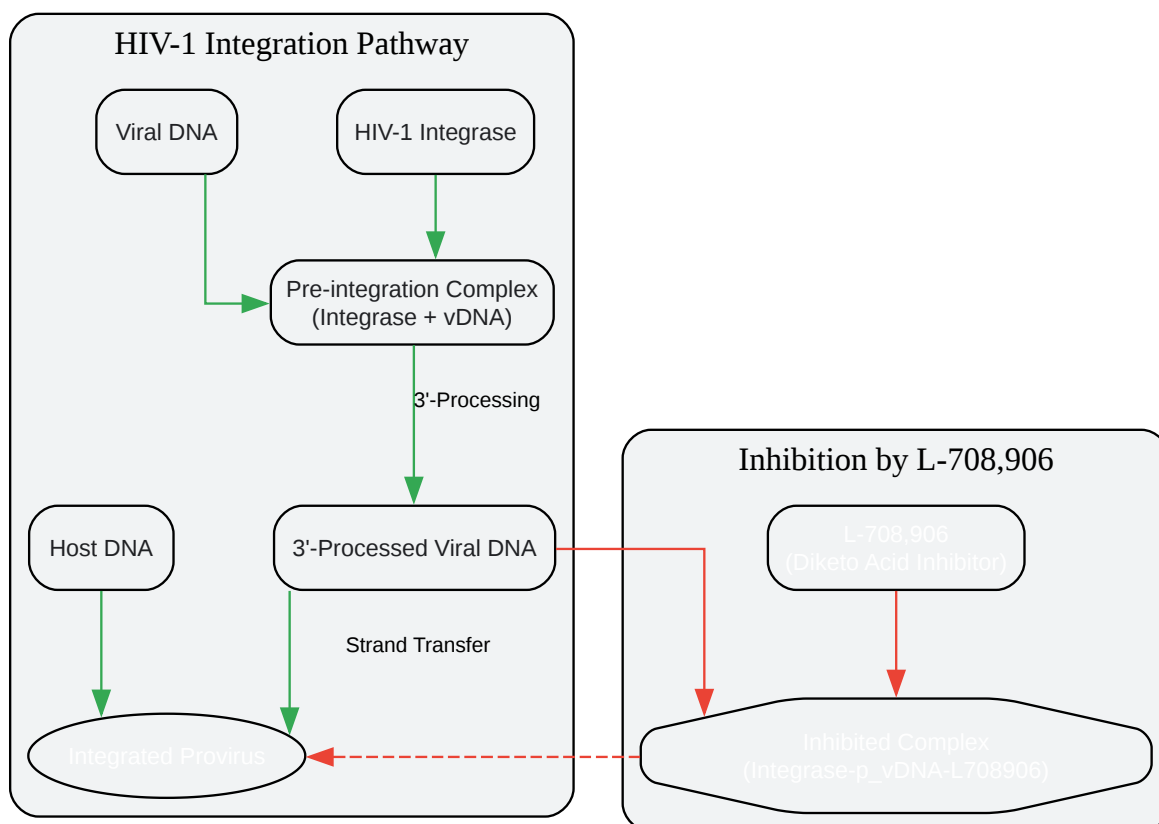 HIV-1 Integration Pathway
Viral DNA
HIV-1 Integrase
Pre-integration Complex
(Integrase + vDNA)
3'-Processing
Host DNA
3'-Processed Viral DNA
Strand Transfer
Integrated Provirus
Inhibition by L-708,906
L-708,906
(Diketo Acid Inhibitor)
Inhibited Complex
(Integrase-p_vDNA-L708906)